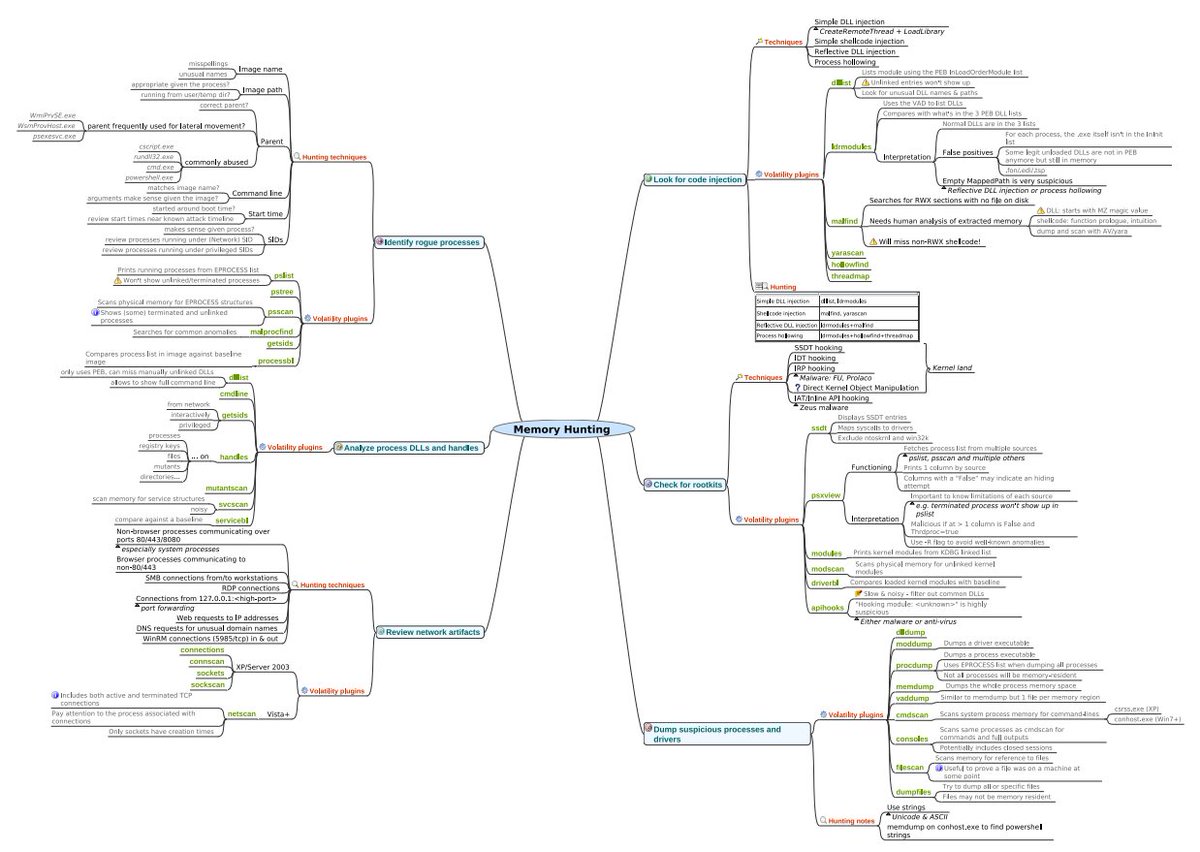 Memory Hunting
Identify rogue processes
Hunting techniques
Image name
misspellings
unusual names
Image path
appropriate given the process?
running from user/temp dir?
Parent
correct parent?
parent frequently used for lateral movement?
WmiPrvSE.exe
WsmProvHost.exe
psexesvc.exe
commonly abused
cscript.exe
rundll32.exe
cmd.exe
powershell.exe
Command line
matches image name?
arguments make sense given the image?
Start time
started around boot time?
review start times near known attack timeline
SIDs
makes sense given process?
review processes running under (Network) SID
review processes running under privileged SIDs
Volatility plugins
pslist
Prints running processes from EPROCESS list
Won't show unlinked/terminated processes
pstree
psscan
Scans physical memory for EPROCESS structures
Shows (some) terminated and unlinked
processes
malprocfind
Searches for common anomalies
getsids
processbl
Compares process list in image against baseline
image
Analyze process DLLs and handles
Volatility plugins
dlllist
only uses PEB, can miss manually unlinked DLLs
allows to show full command line
cmdline
getsids
from network
interactively
privileged
handles
... on
processes
registry keys
files
mutants
directories...
mutantscan
svcscan
scan memory for service structures
noisy
servicebl
compare against a baseline
Review network artifacts
Hunting techniques
Non-browser processes communicating over
ports 80/443/8080
especially system processes
Browser processes communicating to
non-80/443
SMB connections from/to workstations
RDP connections
Connections from 127.0.0.1:<high-port>
port forwarding
Web requests to IP addresses
DNS requests for unusual domain names
WinRM connections (5985/tcp) in & out
Volatility plugins
XP/Server 2003
connections
connscan
sockets
sockscan
Vista+
netscan
Includes both active and terminated TCP
connections
Pay attention to the process associated with
connections
Only sockets have creation times
Look for code injection
Techniques
Simple DLL injection
CreateRemoteThread + LoadLibrary
Simple shellcode injection
Reflective DLL injection
Process hollowing
Volatility plugins
dlllist
Lists module using the PEB InLoadOrderModule list
Unlinked entries won't show up
Look for unusual DLL names & paths
ldrmodules
Uses the VAD to list DLLs
Compares with what's in the 3 PEB DLL lists
Interpretation
Normal DLLs are in the 3 lists
False positives
For each process, the .exe itself isn't in the InInit
list
Some legit unloaded DLLs are not in PEB
anymore but still in memory
.fon/.edi/.tsp
Empty MappedPath is very suspicious
Reflective DLL injection or process hollowing
malfind
Searches for RWX sections with no file on disk
Needs human analysis of extracted memory
DLL: starts with MZ magic value
shellcode: function prologue, intuition
dump and scan with AV/yara
Will miss non-RWX shellcode!
yarascan
hollowfind
threadmap
Hunting
Simple DLL injection dlllist, ldrmodules
Shellcode injection malfind, yarascan
Reflective DLL injection ldrmodules+malfind
Process hollowing ldrmodules+hollowfind+threadmap
Check for rootkits
Techniques
SSDT hooking
IDT hooking
IRP hooking
Malware: FU, Prolaco
? Direct Kernel Object Manipulation
Kernel land
IAT/Inline API hooking
Zeus malware
Volatility plugins
ssdt
Displays SSDT entries
Maps syscalls to drivers
Exclude ntoskrnl and win32k
psxview
Functioning
Fetches process list from multiple sources
pslist, psscan and multiple others
Prints 1 column by source
Columns with a "False" may indicate an hiding
attempt
Interpretation
Important to know limitations of each source
e.g. terminated process won't show up in
pslist
Malicious if at > 1 column is False and
Thrdproc=true
Use -R flag to avoid well-known anomalies
modules
Prints kernel modules from KDBG linked list
modscan
Scans physical memory for unlinked kernel
modules
driverbl
Compares loaded kernel modules with baseline
apihooks
Slow & noisy - filter out common DLLs
"Hooking module: <unknown>" is highly
suspicious
Either malware or anti-virus
Dump suspicious processes and
drivers
Volatility plugins
dlldump
moddump
Dumps a driver executable
procdump
Dumps a process executable
Uses EPROCESS list when dumping all processes
Not all processes will be memory-resident
memdump
Dumps the whole process memory space
vaddump
Similar to memdump but 1 file per memory region
cmdscan
Scans system process memory for command-lines
csrss.exe (XP)
conhost.exe (Win7+)
consoles
Scans same processes as cmdscan for
commands and full outputs
Potentially includes closed sessions
filescan
Scans memory for reference to files
Useful to prove a file was on a machine at
some point
dumpfiles
Try to dump all or specific files
Files may not be memory resident
Hunting notes
Use strings
Unicode & ASCII
memdump on conhost.exe to find powershell
strings